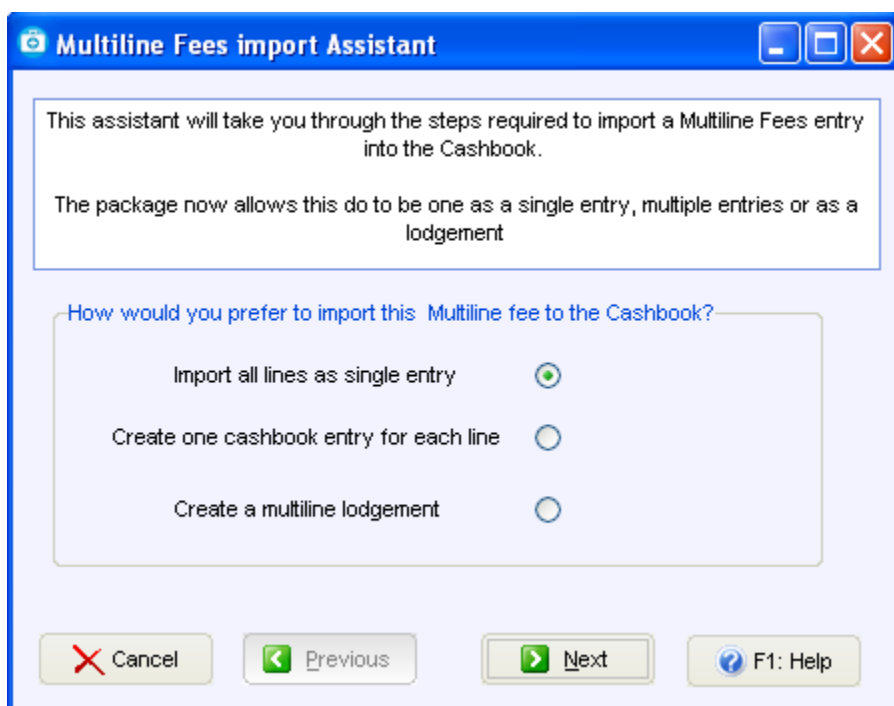 Multiline Fees import Assistant
This assistant will take you through the steps required to import a Multiline Fees entry
into the Cashbook.
The package now allows this do to be one as a single entry, multiple entries or as a
lodgement
How would you prefer to import this  Multiline fee to the Cashbook?
Import all lines as single entry
Create one cashbook entry for each line
Create a multiline lodgement
Cancel
Previous
Next
F1: Help